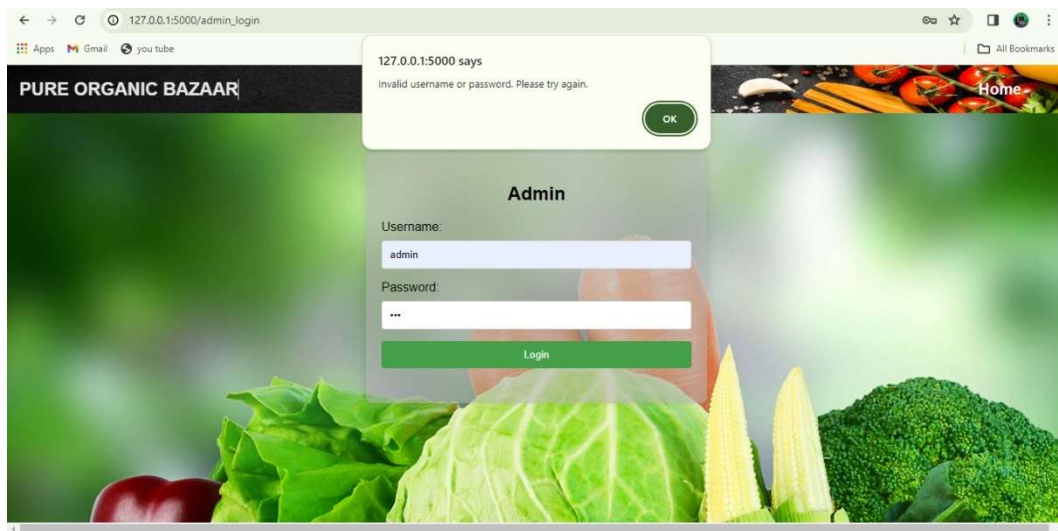 127.0.0.1:5000/admin_login
Apps Gmail you tube All Bookmarks
127.0.0.1:5000 says
Invalid username or password. Please try again.
OK
PURE ORGANIC BAZAAR Home
Admin
Username:
admin
Password:
•••
Login